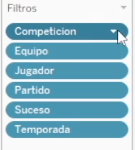 Filtros
Competicion
Equipo
Jugador
Partido
Suceso
Temporada